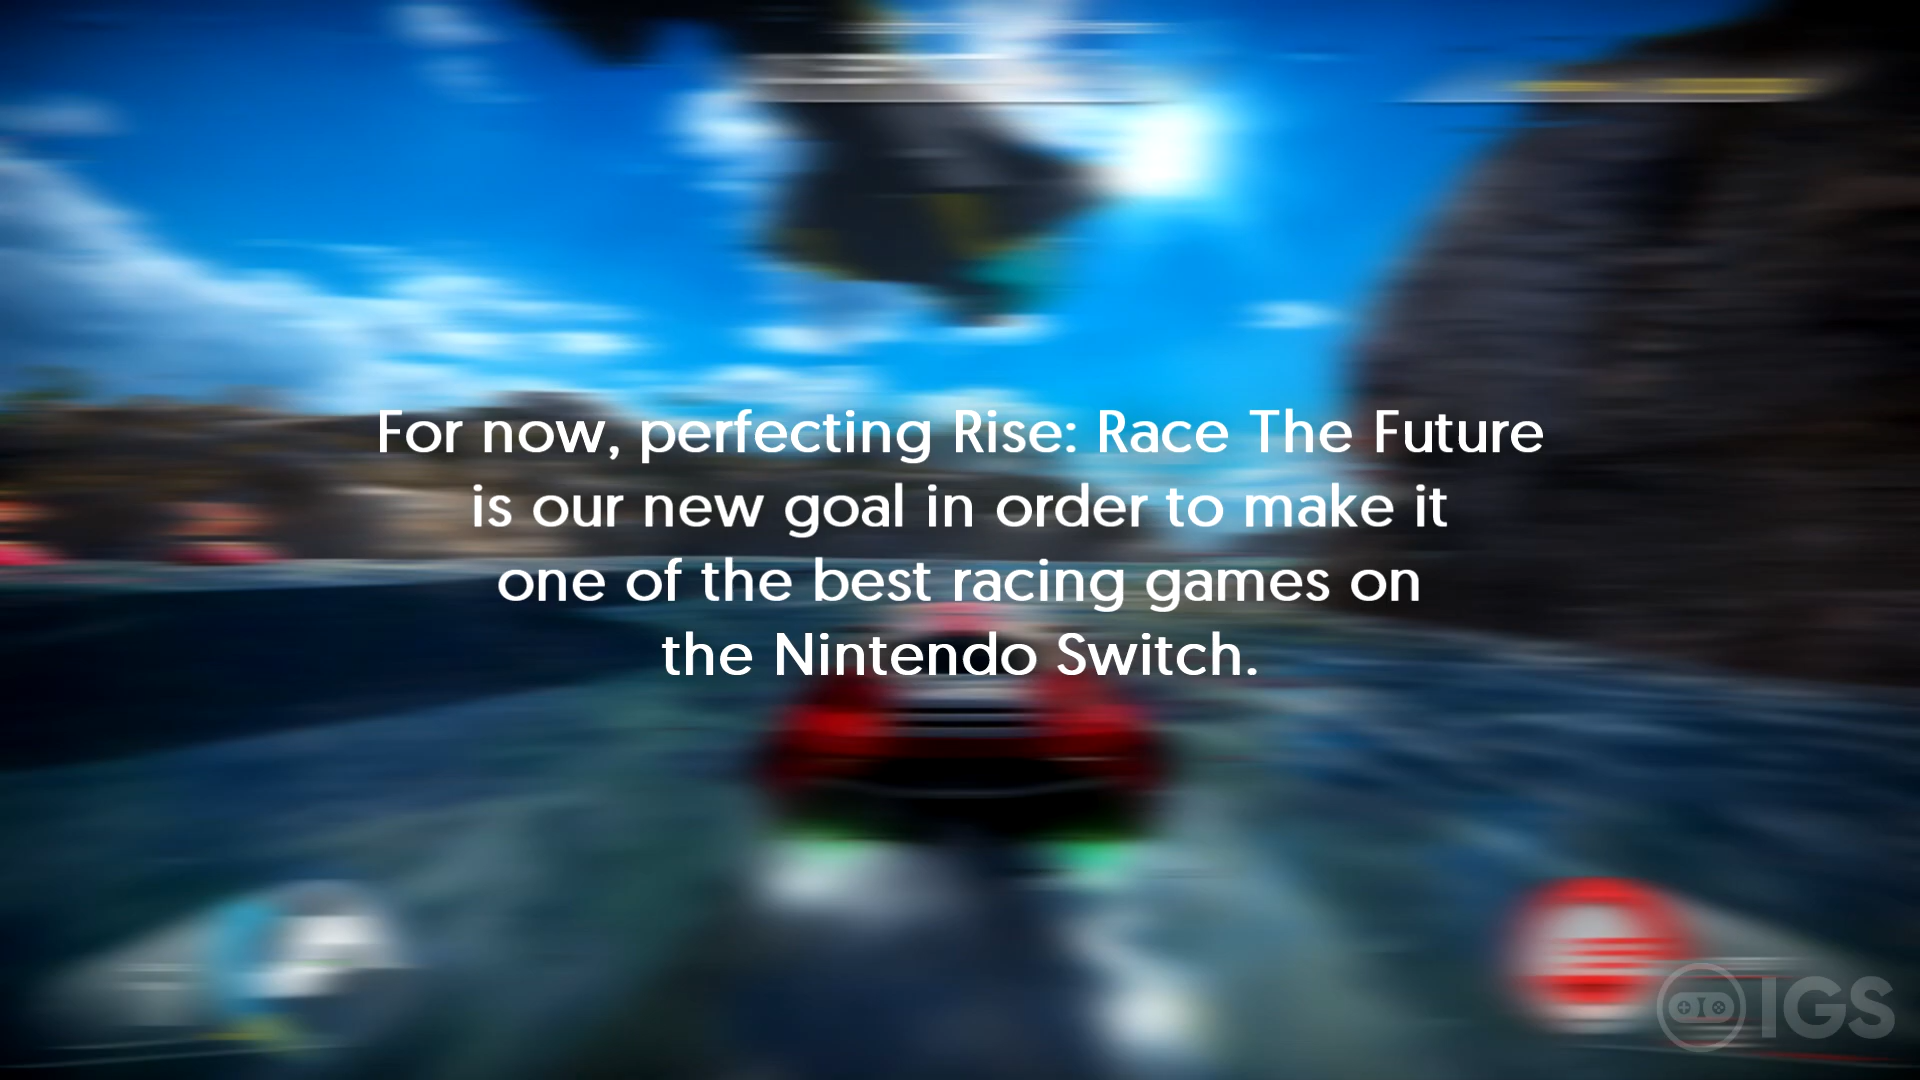 For now, perfecting Rise: Race The Future
is our new goal in order to make it
one of the best racing games on
the Nintendo Switch.
IGS